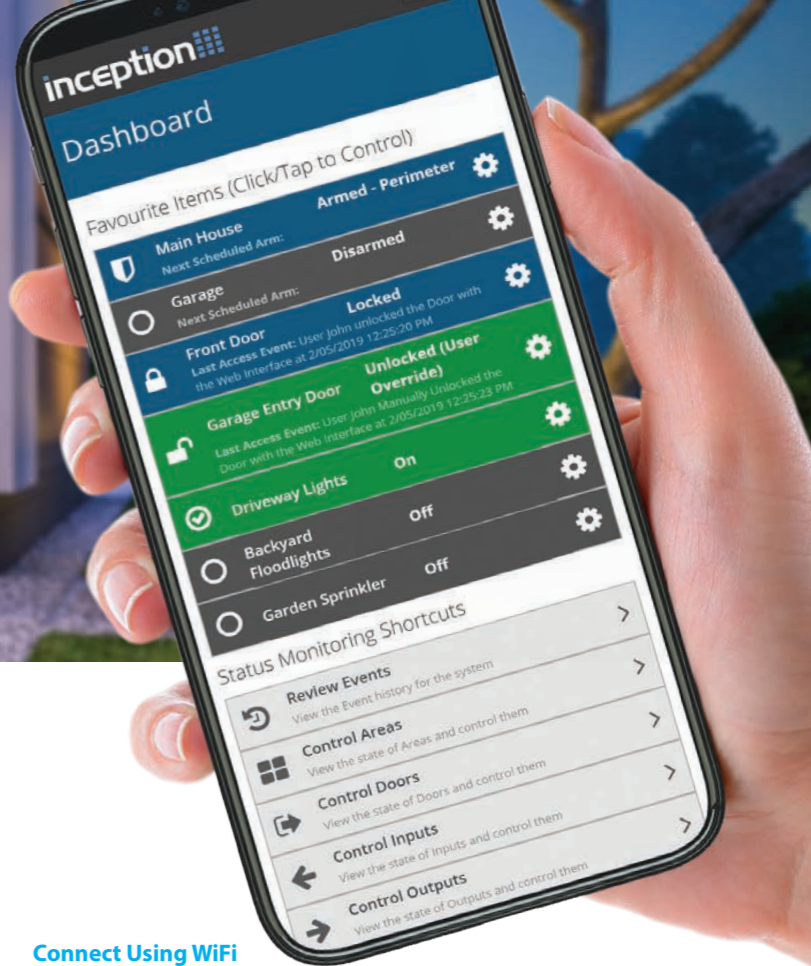 inception
Dashboard
Favourite Items (Click/Tap to Control)
Main House Armed - Perimeter
Next Scheduled Arm:
Garage Disarmed
Next Scheduled Arm:
Front Door Locked
Last Access Event: User John unlocked the Door with
the Web Interface at 2/05/2019 12:25:20 PM
Garage Entry Door Unlocked (User
Override)
Last Access Event: User John Manually Unlocked the
Door with the Web Interface at 2/05/2019 12:25:23 PM
Driveway Lights On
Backyard
Floodlights Off
Garden Sprinkler Off
Status Monitoring Shortcuts
Review Events
View the Event history for the system
Control Areas
View the state of Areas and control them
Control Doors
View the state of Doors and control them
Control Inputs
View the state of Inputs and control them
Control Outputs
View the state of Outputs and control them
Connect Using WiFi